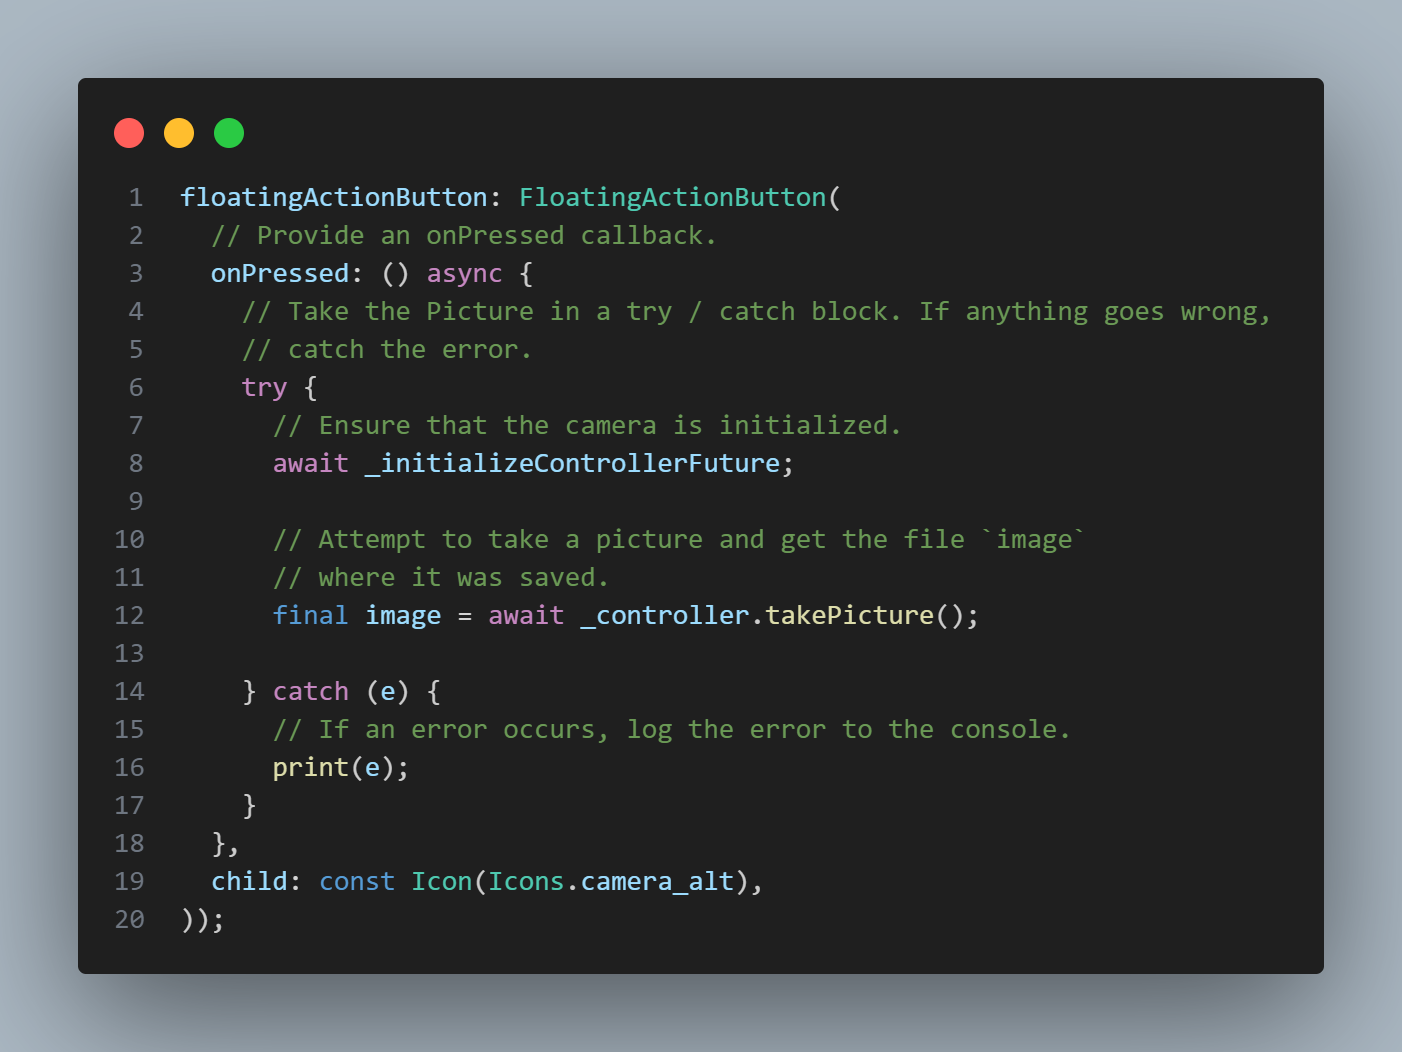 1 floatingActionButton: FloatingActionButton(
2   // Provide an onPressed callback.
3   onPressed: () async {
4     // Take the Picture in a try / catch block. If anything goes wrong,
5     // catch the error.
6     try {
7       // Ensure that the camera is initialized.
8       await _initializeControllerFuture;
9
10       // Attempt to take a picture and get the file `image`
11       // where it was saved.
12       final image = await _controller.takePicture();
13
14     } catch (e) {
15       // If an error occurs, log the error to the console.
16       print(e);
17     }
18   },
19   child: const Icon(Icons.camera_alt),
20 ));